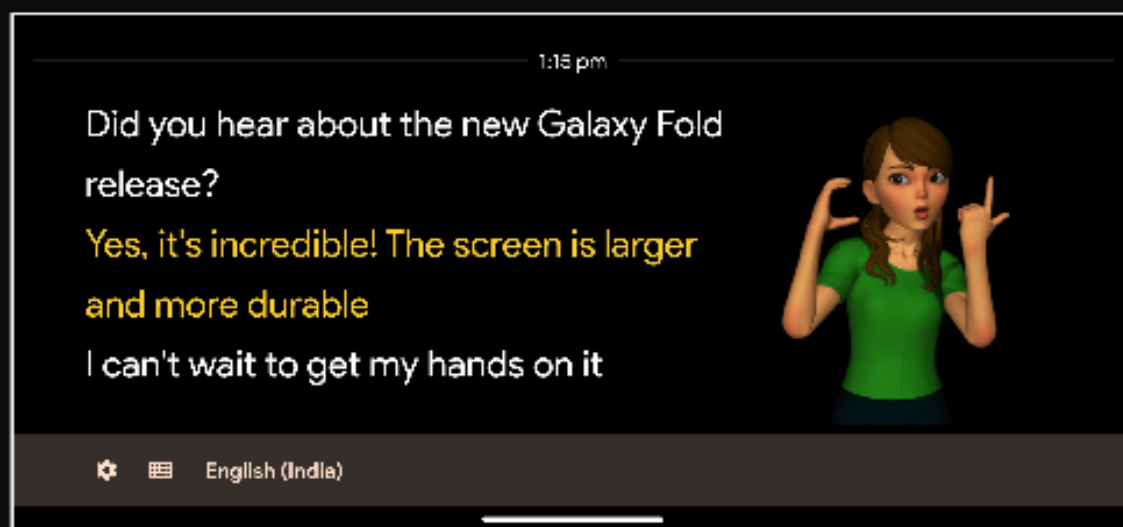 1:15 pm
Did you hear about the new Galaxy Fold
release?
Yes, it's incredible! The screen is larger
and more durable
I can't wait to get my hands on it
English (India)